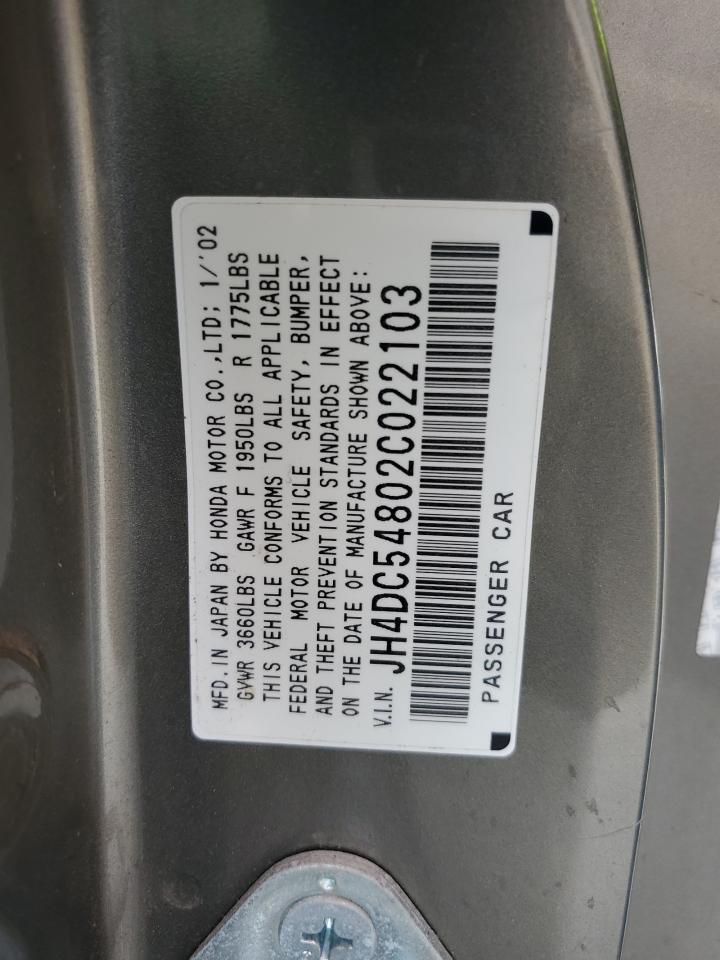 MFD. IN JAPAN BY HONDA MOTOR CO.,LTD: 1/'02
GVWR 3660LBS GAWR F 1950LBS R 1775LBS
THIS VEHICLE CONFORMS TO ALL APPLICABLE
FEDERAL MOTOR VEHICLE SAFETY, BUMPER,
AND THEFT PREVENTION STANDARDS IN EFFECT
ON THE DATE OF MANUFACTURE SHOWN ABOVE:
V.I.N. JH4DC54802C022103
PASSENGER CAR